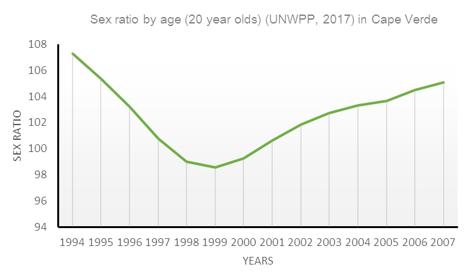 Sex ratio by age (20 year olds) (UNWPP, 2017) in Cape Verde
108
106
104
102
100
98
96
94
SEX RATIO
1994 1995 1996 1997 1998 1999 2000 2001 2002 2003 2004 2005 2006 2007
YEARS